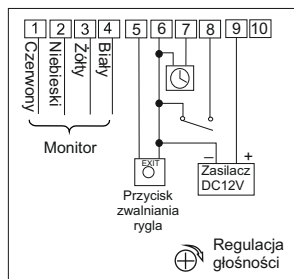 1 2 3 4 5 6 7 8 9 10
Czerwony
Niebieski
Żółty
Biały
Monitor
EXIT
Przycisk
zwalniania
rygla
– +
Zasilacz
DC12V
Regulacja
głośności